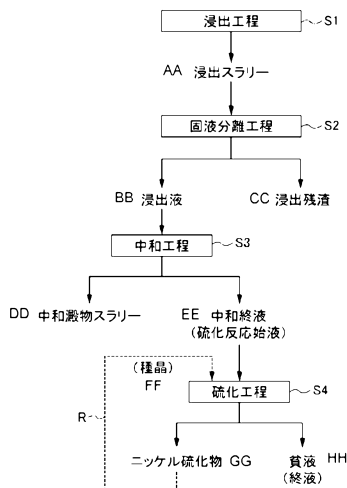 浸出工程 S1
AA 浸出スラリー
固液分離工程 S2
BB 浸出液 CC 浸出残渣
中和工程 S3
DD 中和澱物スラリー EE 中和終液
(硫化反応始液)
(種晶)
FF
硫化工程 S4
R
ニッケル硫化物 GG 貧液 HH
(終液)